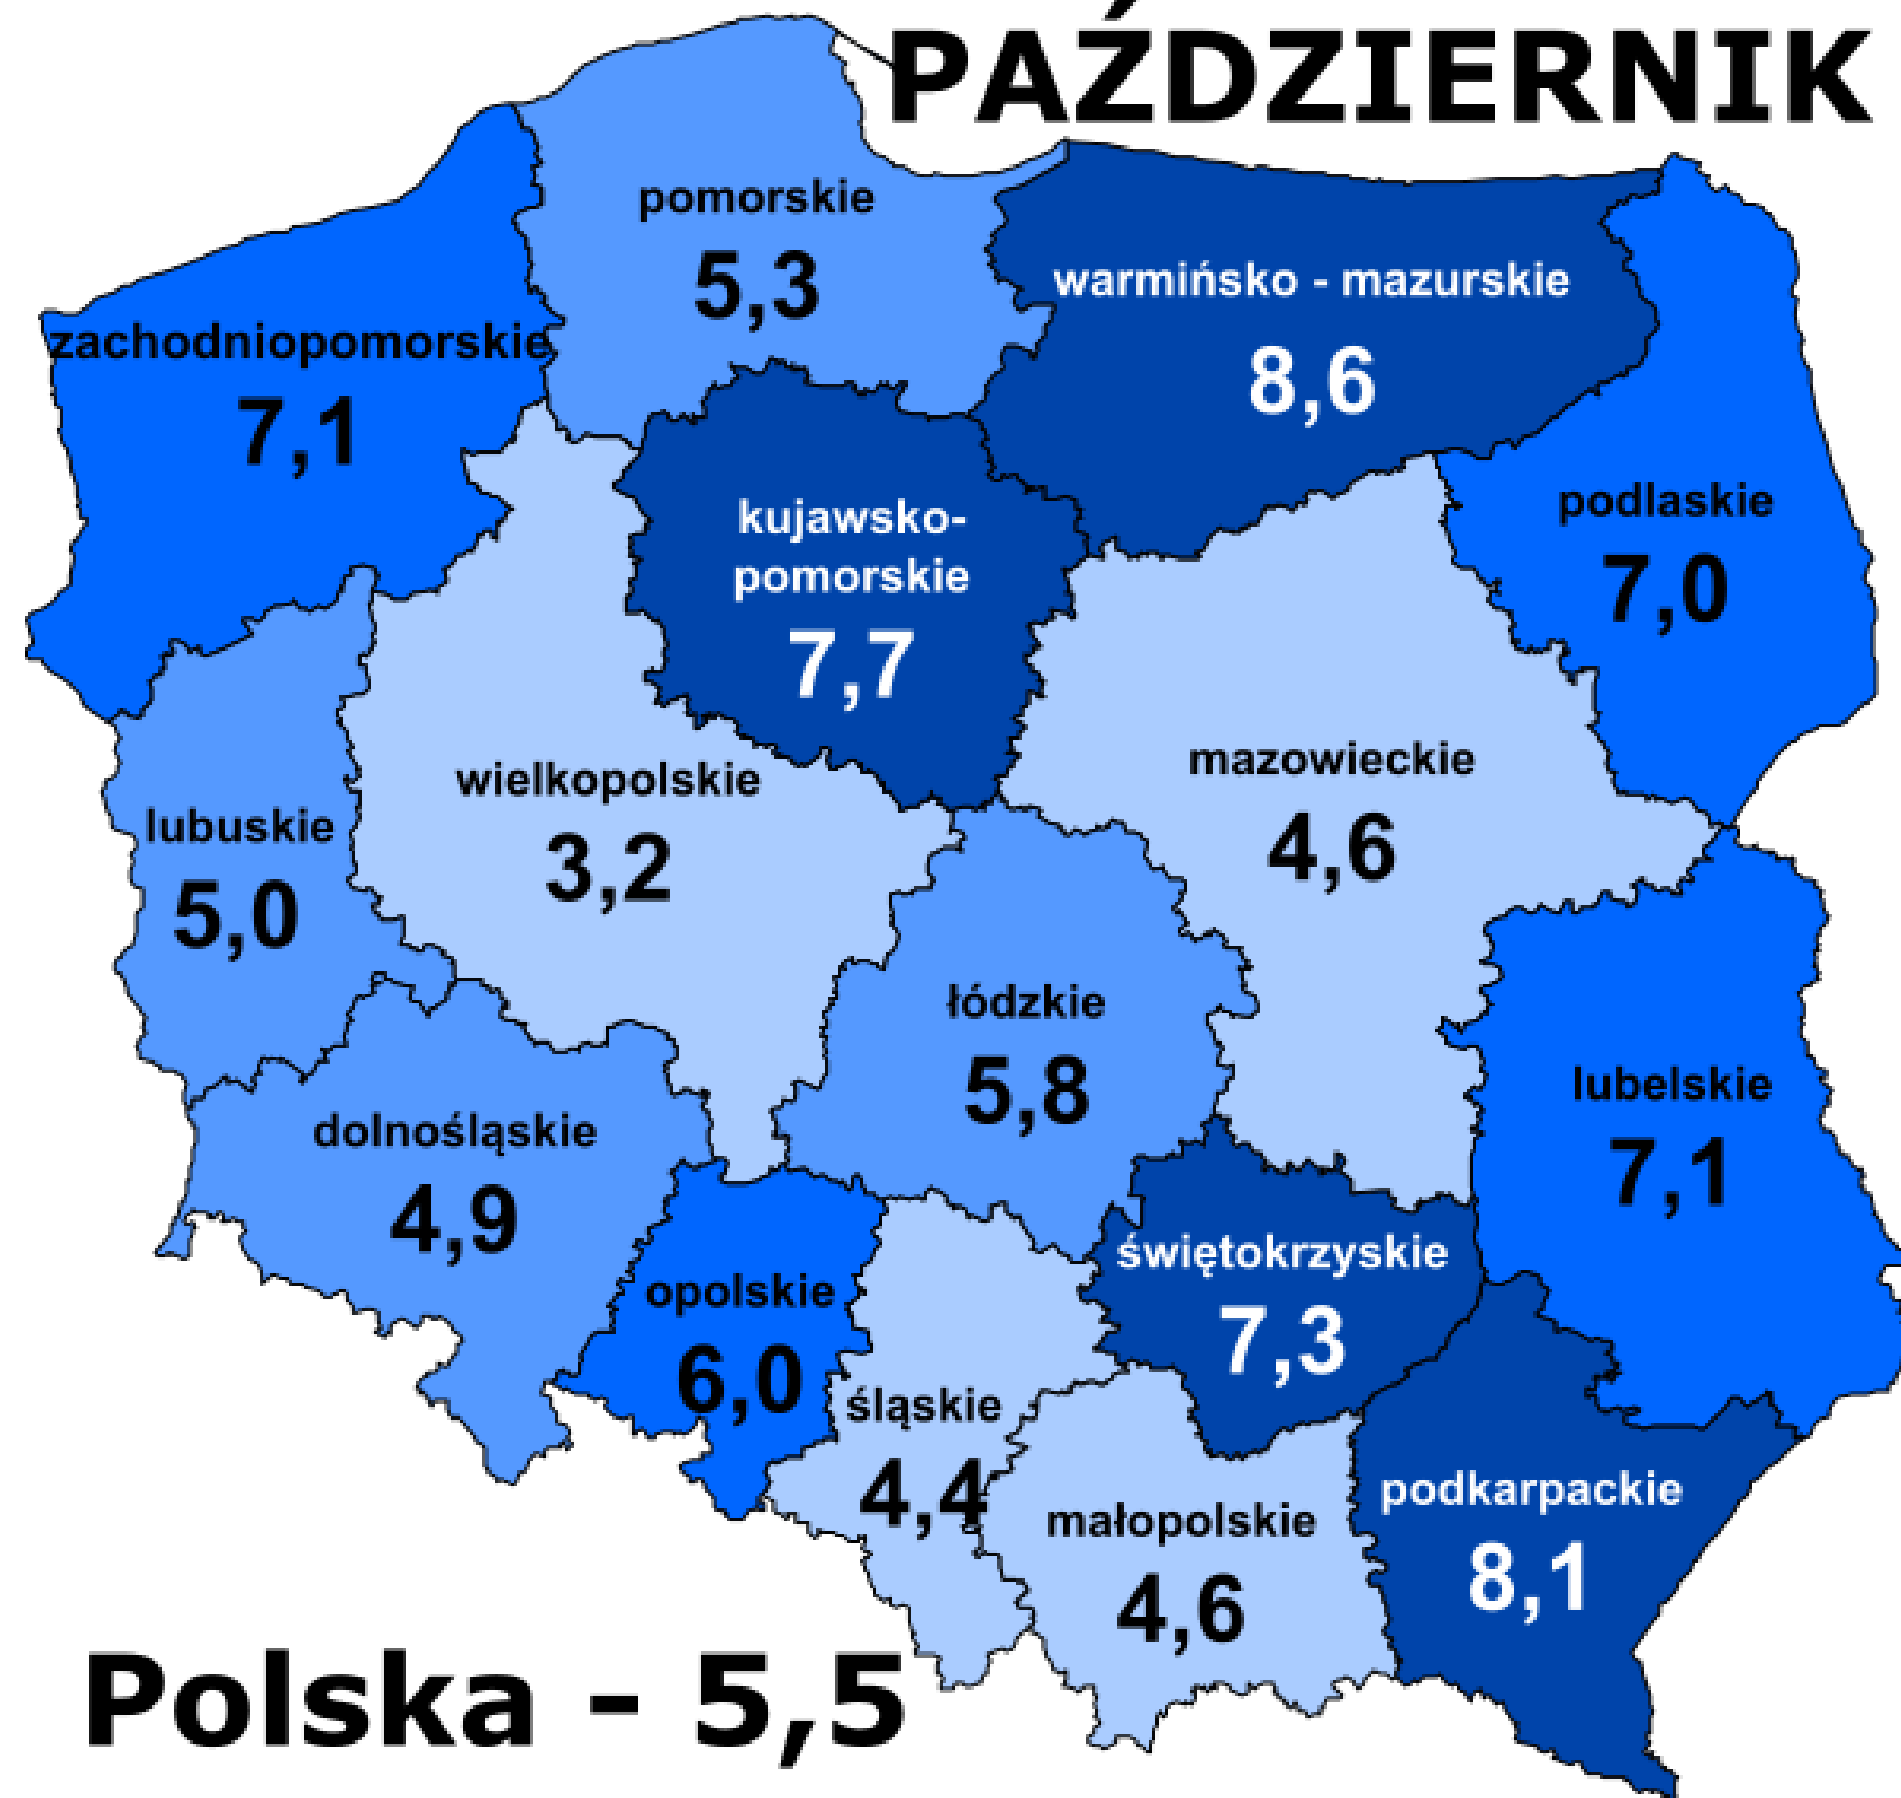 PAŹDZIERNIK
pomorskie
5,3
warmińsko - mazurskie
8,6
zachodniopomorskie
7,1
kujawsko-
pomorskie
7,7
podlaskie
7,0
wielkopolskie
3,2
mazowieckie
4,6
lubuskie
5,0
łódzkie
5,8
lubelskie
7,1
dolnośląskie
4,9
świętokrzyskie
7,3
opolskie
6,0
śląskie
4,4
małopolskie
4,6
podkarpackie
8,1
Polska - 5,5